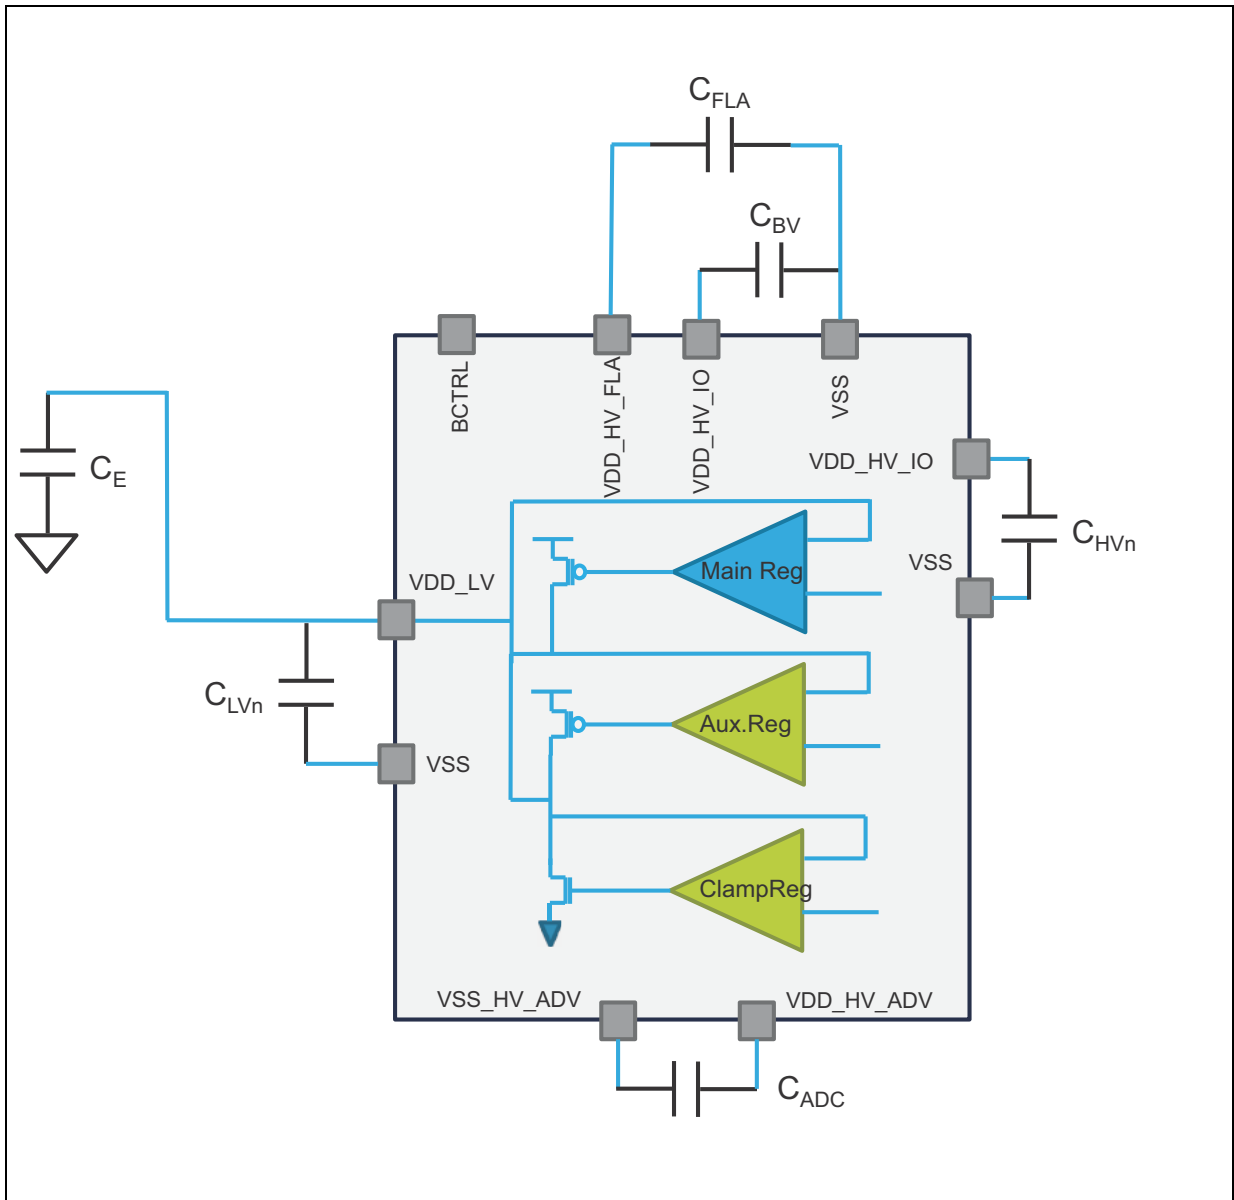 CFLA
CBV
BCTRL
VDD_HV_FLA
VDD_HV_IO
VSS
CE
VDD_HV_IO
CHVn
VSS
Main Reg
VDD_LV
CLVn
Aux.Reg
VSS
ClampReg
VSS_HV_ADV
VDD_HV_ADV
CADC